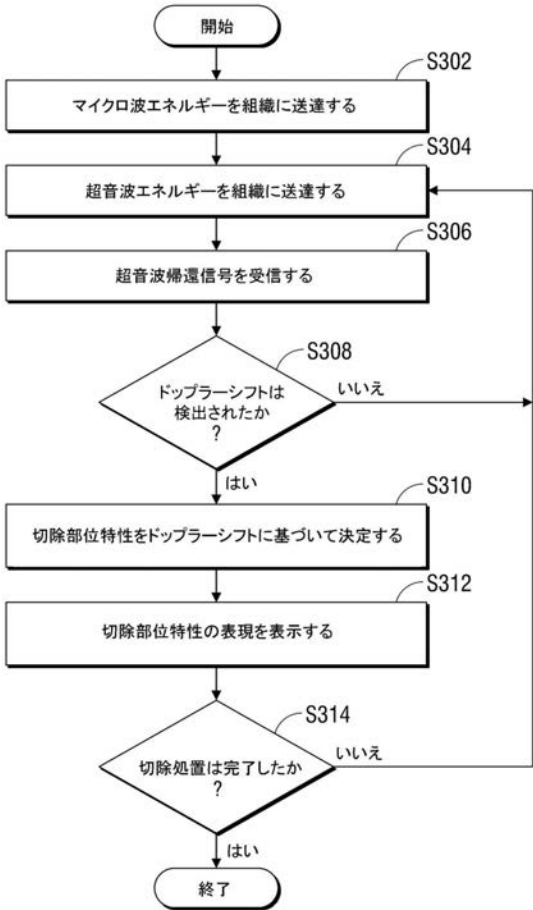 開始
S302
マイクロ波エネルギーを組織に送達する
S304
超音波エネルギーを組織に送達する
S306
超音波帰還信号を受信する
S308
ドップラーシフトは
検出されたか
?
いいえ
はい
S310
切除部位特性をドップラーシフトに基づいて決定する
S312
切除部位特性の表現を表示する
S314
切除処置は完了したか
?
いいえ
はい
終了